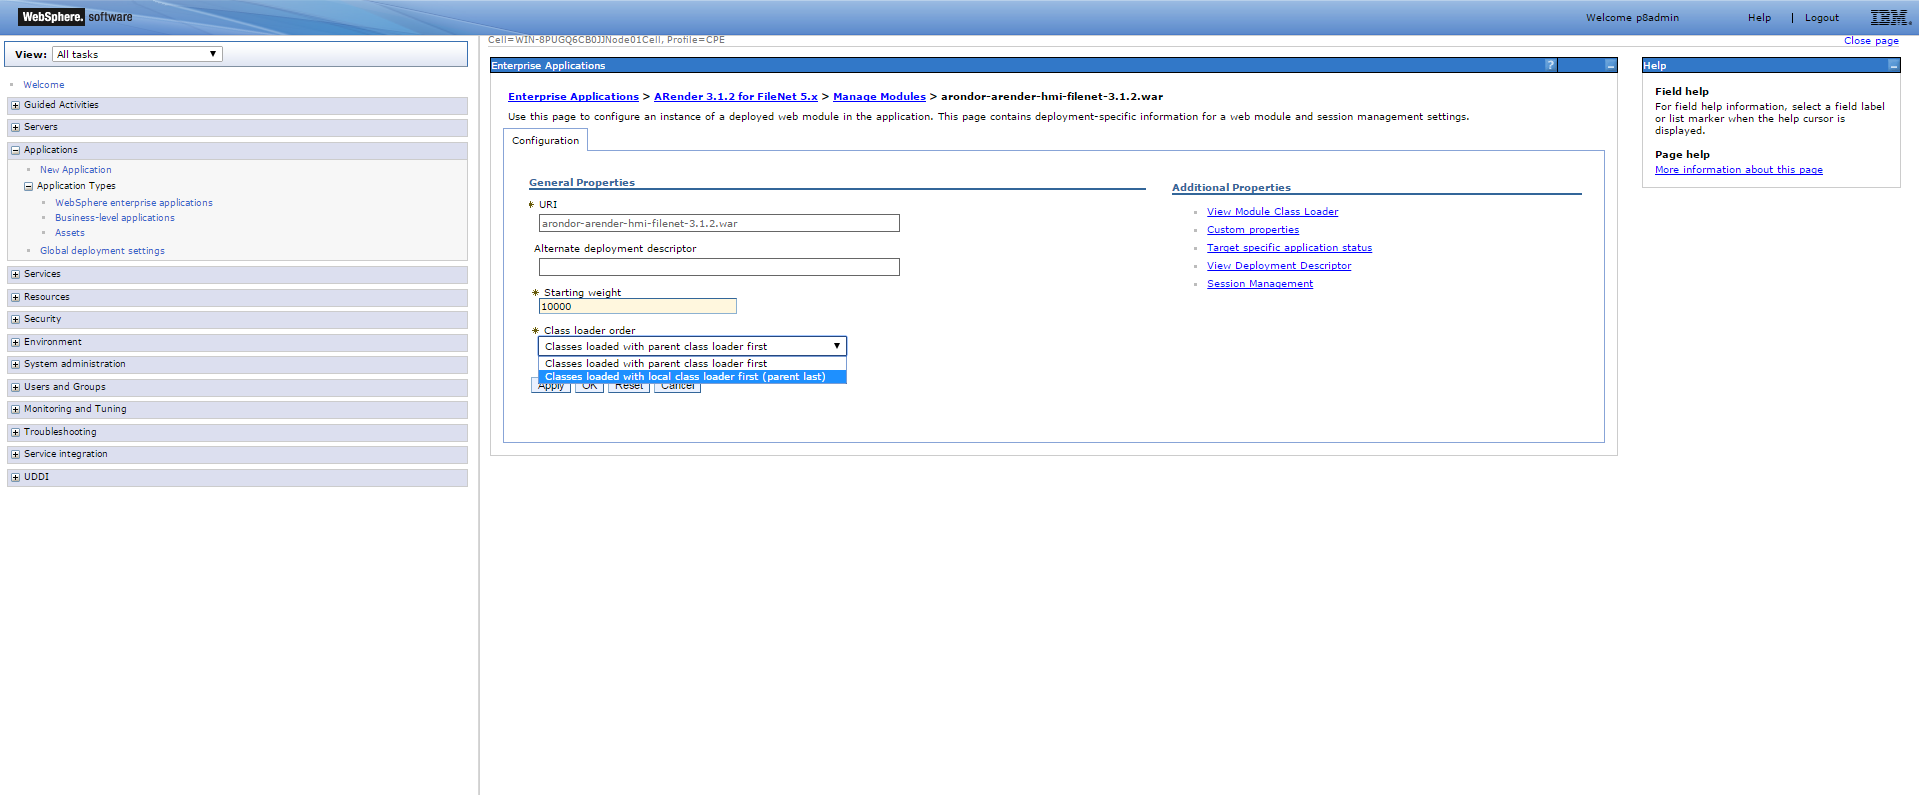 WebSphere. software
Welcome p8admin
Help | Logout
IBM.
View: All tasks
Welcome
Guided Activities
Servers
Applications
New Application
Application Types
WebSphere enterprise applications
Business-level applications
Assets
Global deployment settings
Services
Resources
Security
Environment
System administration
Users and Groups
Monitoring and Tuning
Troubleshooting
Service integration
UDDI
Cell=WIN-8PUGQ6CB0JJNode01Cell, Profile=CPE
Close page
Enterprise Applications
?
Enterprise Applications > ARender 3.1.2 for FileNet 5.x > Manage Modules > arondor-arender-hmi-filenet-3.1.2.war
Use this page to configure an instance of a deployed web module in the application. This page contains deployment-specific information for a web module and session management settings.
Configuration
General Properties
* URI
arondor-arender-hmi-filenet-3.1.2.war
Alternate deployment descriptor
* Starting weight
10000
* Class loader order
Classes loaded with parent class loader first
Classes loaded with parent class loader first
Classes loaded with local class loader first (parent last)
Apply OK Reset Cancel
Additional Properties
View Module Class Loader
Custom properties
Target specific application status
View Deployment Descriptor
Session Management
Help
Field help
For field help information, select a field label
or list marker when the help cursor is
displayed.
Page help
More information about this page